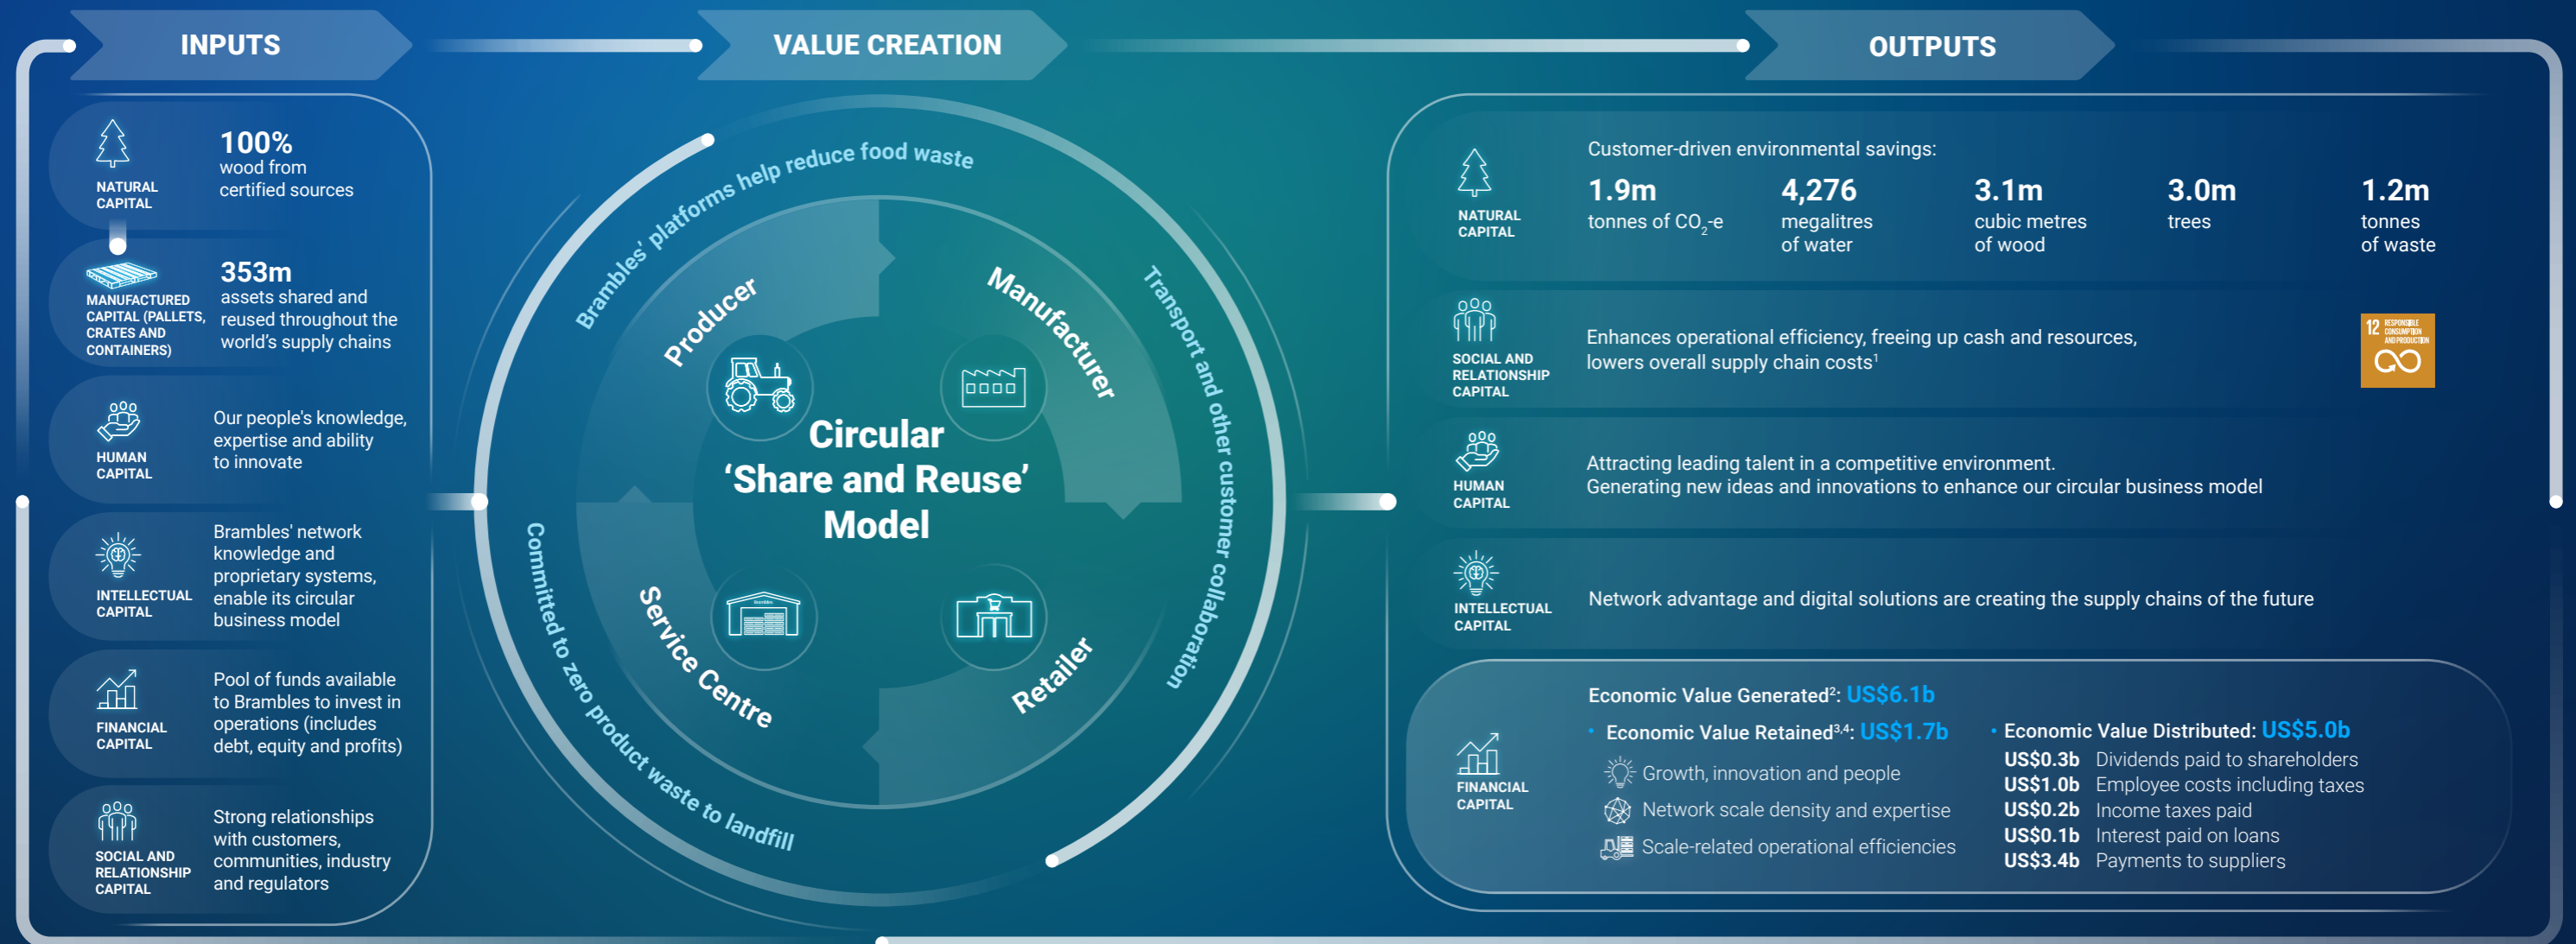 INPUTS
VALUE CREATION
OUTPUTS
NATURAL
CAPITAL
100%
wood from
certified sources
MANUFACTURED
CAPITAL (PALLETS,
CRATES AND
CONTAINERS)
353m
assets shared and
reused throughout the
world's supply chains
HUMAN
CAPITAL
Our people's knowledge,
expertise and ability
to innovate
INTELLECTUAL
CAPITAL
Brambles' network
knowledge and
proprietary systems,
enable its circular
business model
FINANCIAL
CAPITAL
Pool of funds available
to Brambles to invest in
operations (includes
debt, equity and profits)
SOCIAL AND
RELATIONSHIP
CAPITAL
Strong relationships
with customers,
communities, industry
and regulators
Brambles' platforms help reduce food waste
Transport and other customer collaboration
Committed to zero product waste to landfill
Producer
Manufacturer
Retailer
Service Centre
Brambles
Circular
‘Share and Reuse’
Model
NATURAL
CAPITAL
Customer-driven environmental savings:
1.9m
tonnes of CO₂-e
4,276
megalitres
of water
3.1m
cubic metres
of wood
3.0m
trees
1.2m
tonnes
of waste
SOCIAL AND
RELATIONSHIP
CAPITAL
Enhances operational efficiency, freeing up cash and resources,
lowers overall supply chain costs¹
12 RESPONSIBLE
CONSUMPTION
AND PRODUCTION
HUMAN
CAPITAL
Attracting leading talent in a competitive environment.
Generating new ideas and innovations to enhance our circular business model
INTELLECTUAL
CAPITAL
Network advantage and digital solutions are creating the supply chains of the future
FINANCIAL
CAPITAL
Economic Value Generated²: US$6.1b
• Economic Value Retained³,⁴: US$1.7b
Growth, innovation and people
Network scale density and expertise
Scale-related operational efficiencies
• Economic Value Distributed: US$5.0b
US$0.3b Dividends paid to shareholders
US$1.0b Employee costs including taxes
US$0.2b Income taxes paid
US$0.1b Interest paid on loans
US$3.4b Payments to suppliers